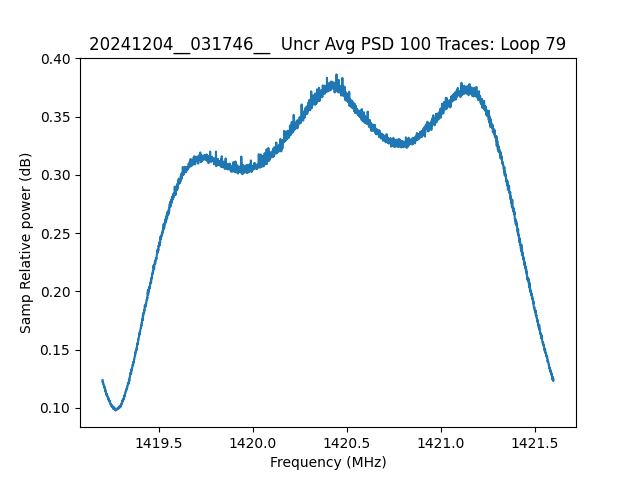 20241204__031746__  Uncr Avg PSD 100 Traces: Loop 79
0.40
0.35
0.30
0.25
0.20
0.15
0.10
Samp Relative power (dB)
1419.5 1420.0 1420.5 1421.0 1421.5
Frequency (MHz)